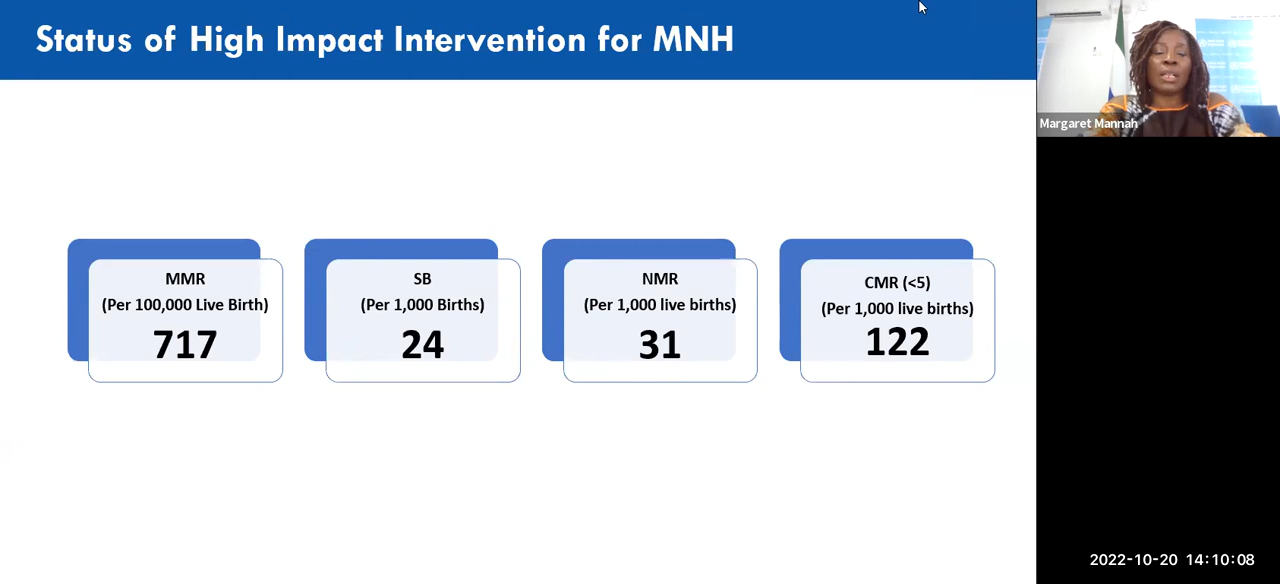 Status of High Impact Intervention for MNH
MMR
(Per 100,000 Live Birth)
717
SB
(Per 1,000 Births)
24
NMR
(Per 1,000 live births)
31
CMR (<5)
(Per 1,000 live births)
122
Margaret Mannah
2022-10-20 14:10:08